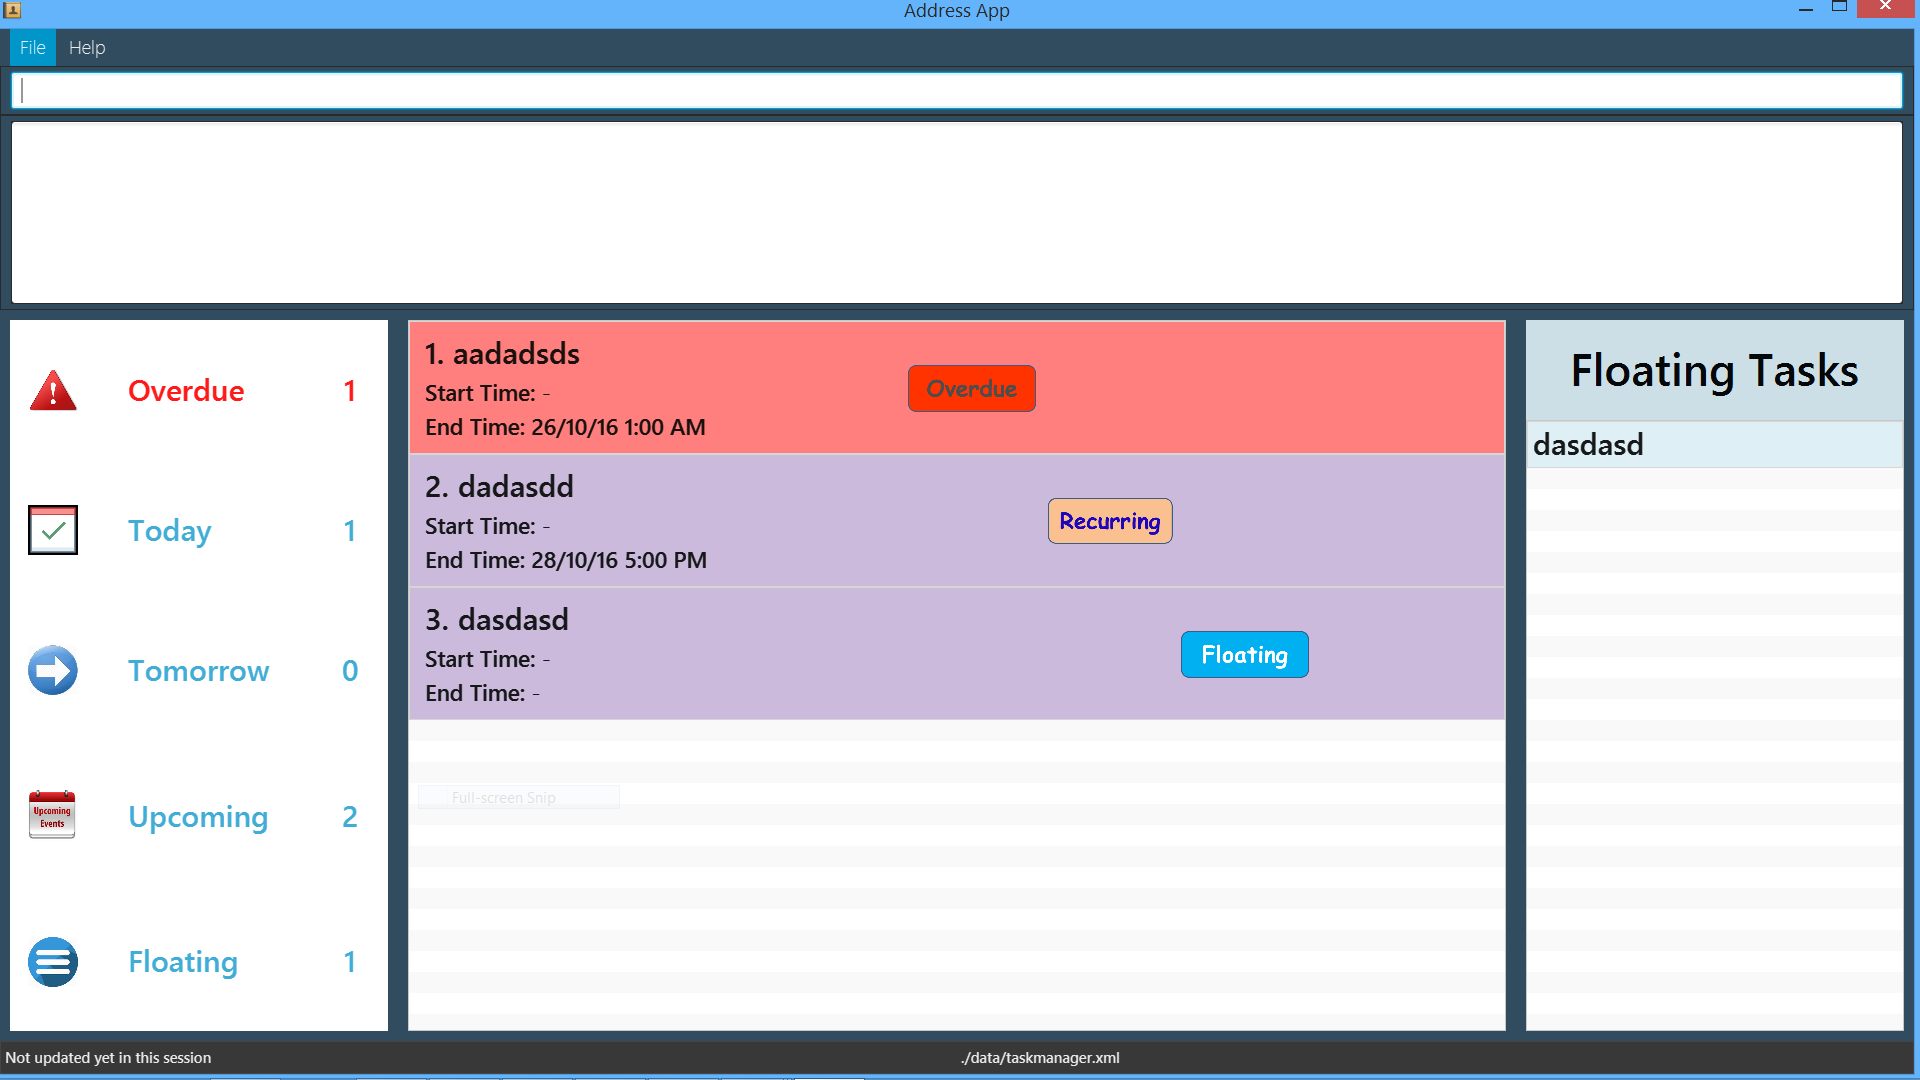 Address App
File Help
Overdue 1
Today 1
Tomorrow 0
Upcoming Events
Upcoming 2
Floating 1
1. aadadsds
Start Time: -
End Time: 26/10/16 1:00 AM
Overdue
2. dadasdd
Start Time: -
End Time: 28/10/16 5:00 PM
Recurring
3. dasdasd
Start Time: -
End Time: -
Floating
Full-screen Snip
Floating Tasks
dasdasd
Not updated yet in this session
./data/taskmanager.xml